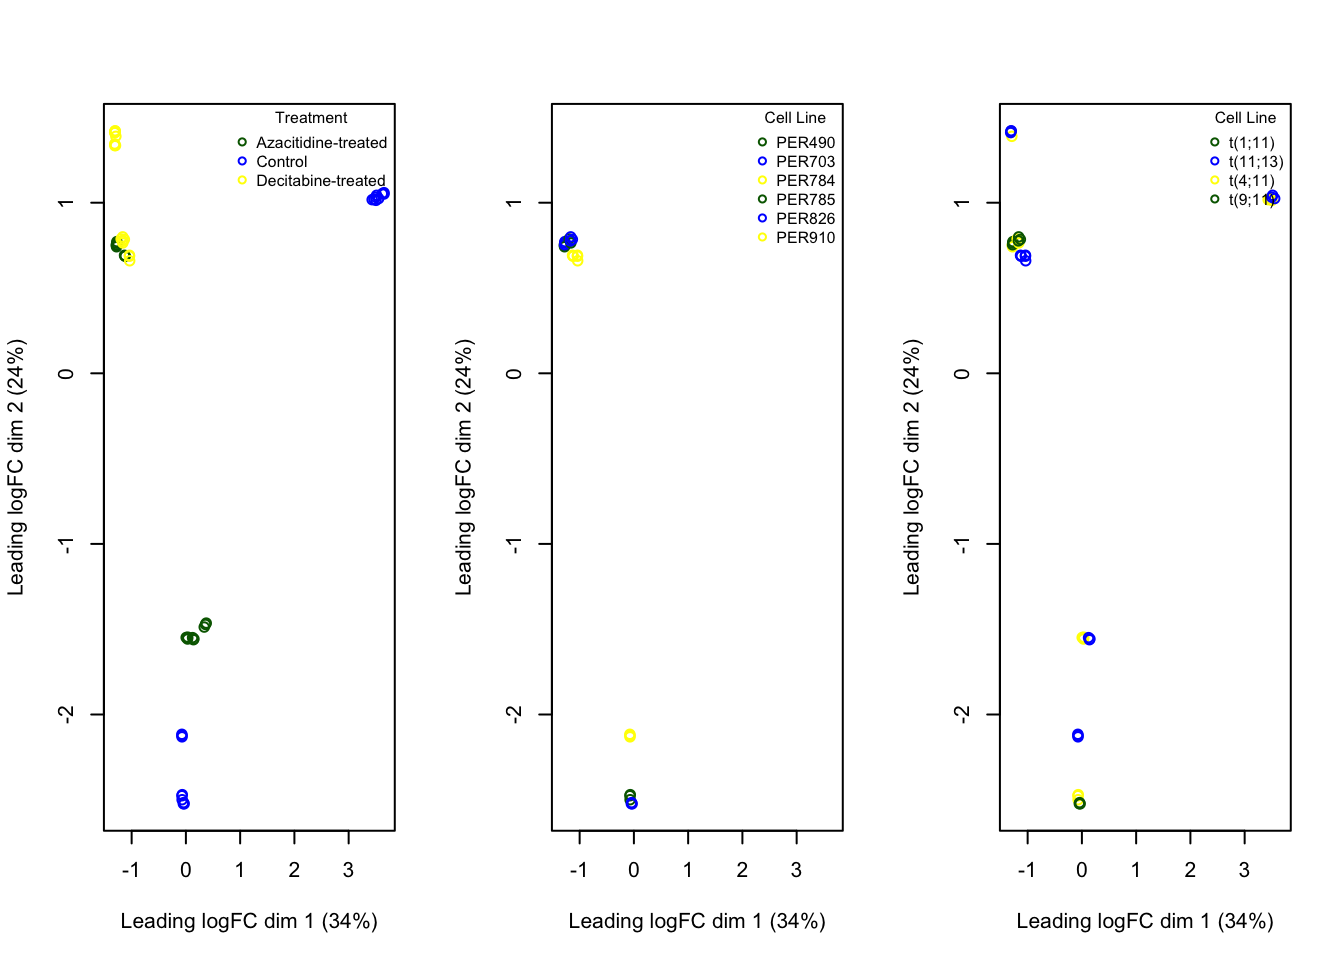 Treatment
Azacitidine-treated
Control
Decitabine-treated
1
0
-1
-2
Leading logFC dim 2 (24%)
-1 0 1 2 3
Leading logFC dim 1 (34%)
Cell Line
PER490
PER703
PER784
PER785
PER826
PER910
1
0
-1
-2
Leading logFC dim 2 (24%)
-1 0 1 2 3
Leading logFC dim 1 (34%)
Cell Line
t(1;11)
t(11;13)
t(4;11)
t(9;11)
1
0
-1
-2
Leading logFC dim 2 (24%)
-1 0 1 2 3
Leading logFC dim 1 (34%)